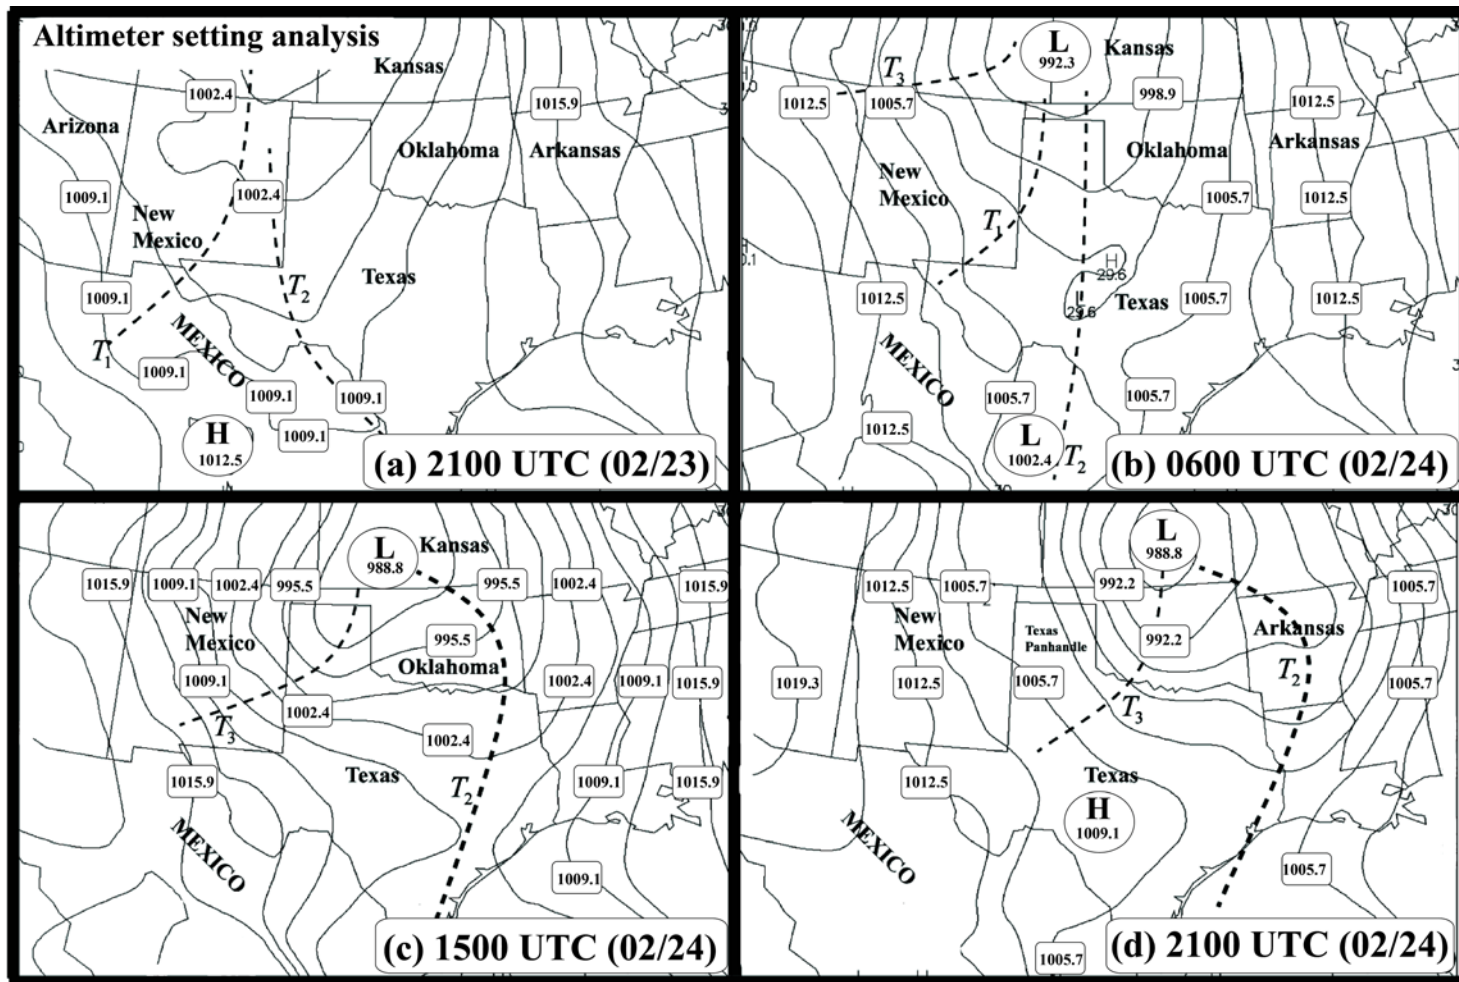 Altimeter setting analysis
Kansas
1002.4
1015.9
Arizona
Oklahoma
Arkansas
1009.1
1002.4
New
Mexico
Texas
T2
1009.1
MEXICO
T1
1009.1
1009.1
1009.1
1009.1
H
1012.5
(a) 2100 UTC (02/23)
L
992.3
Kansas
T3
1012.5
1005.7
998.9
1012.5
Oklahoma
Arkansas
New
Mexico
1005.7
1012.5
T1
H
29.6
1012.5
Texas
1005.7
1012.5
L
29.6
MEXICO
1005.7
1005.7
1012.5
L
1002.4
T2
(b) 0600 UTC (02/24)
L
988.8
Kansas
1015.9
1009.1
1002.4
995.5
995.5
1002.4
1015.9
New
Mexico
995.5
Oklahoma
1009.1
1002.4
1009.1
1015.9
1002.4
T3
1002.4
Texas
1015.9
T2
1009.1
1015.9
MEXICO
1009.1
(c) 1500 UTC (02/24)
L
988.8
1012.5
1005.7
992.2
1005.7
New
Mexico
Texas
Panhandle
992.2
Arkansas
1019.3
1012.5
1005.7
T2
1005.7
T3
1012.5
Texas
H
1009.1
MEXICO
1005.7
1005.7
(d) 2100 UTC (02/24)